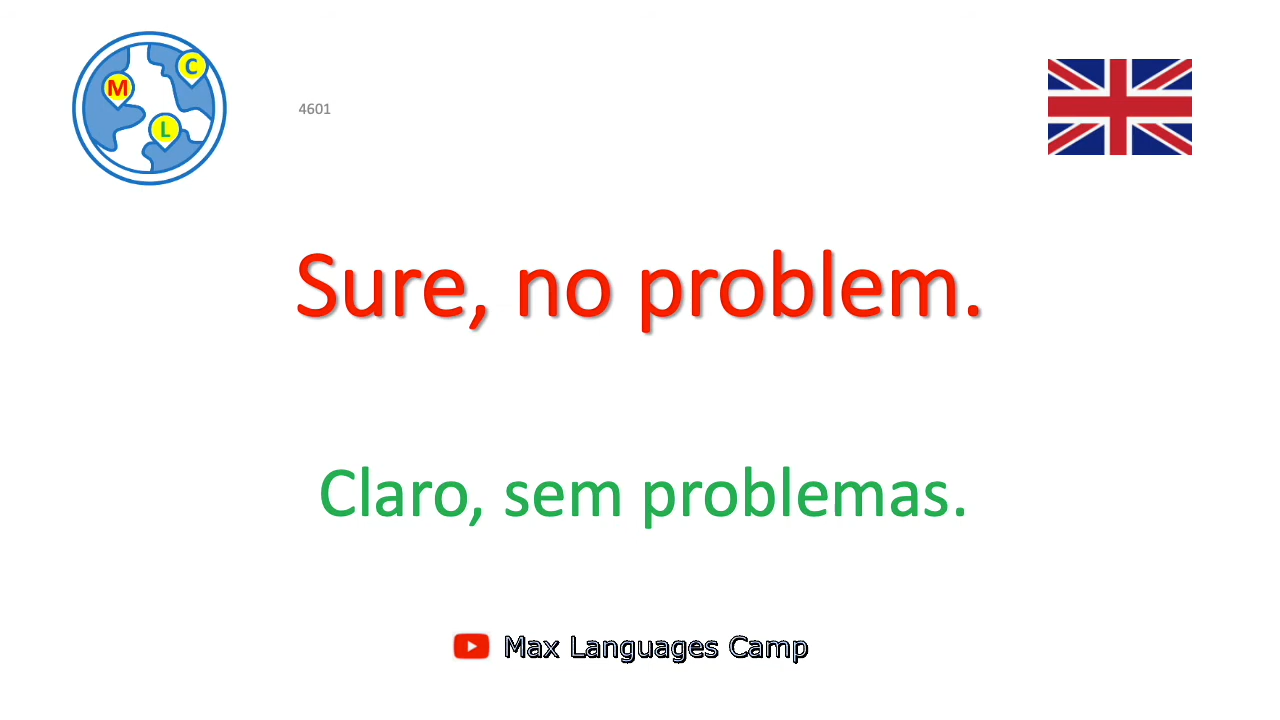 C
M
L
4601
Sure, no problem.
Claro, sem problemas.
Max Languages Camp